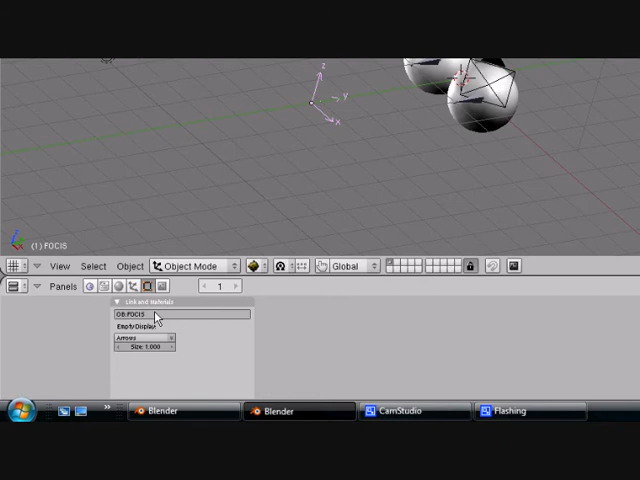 z
y
x
(1) FOCIS
View Select Object Object Mode Global
Panels 1
Link and Materials
OB:FOCIS
Empty Display:
Arrows
Size: 1.000
Blender Blender CamStudio Flashing